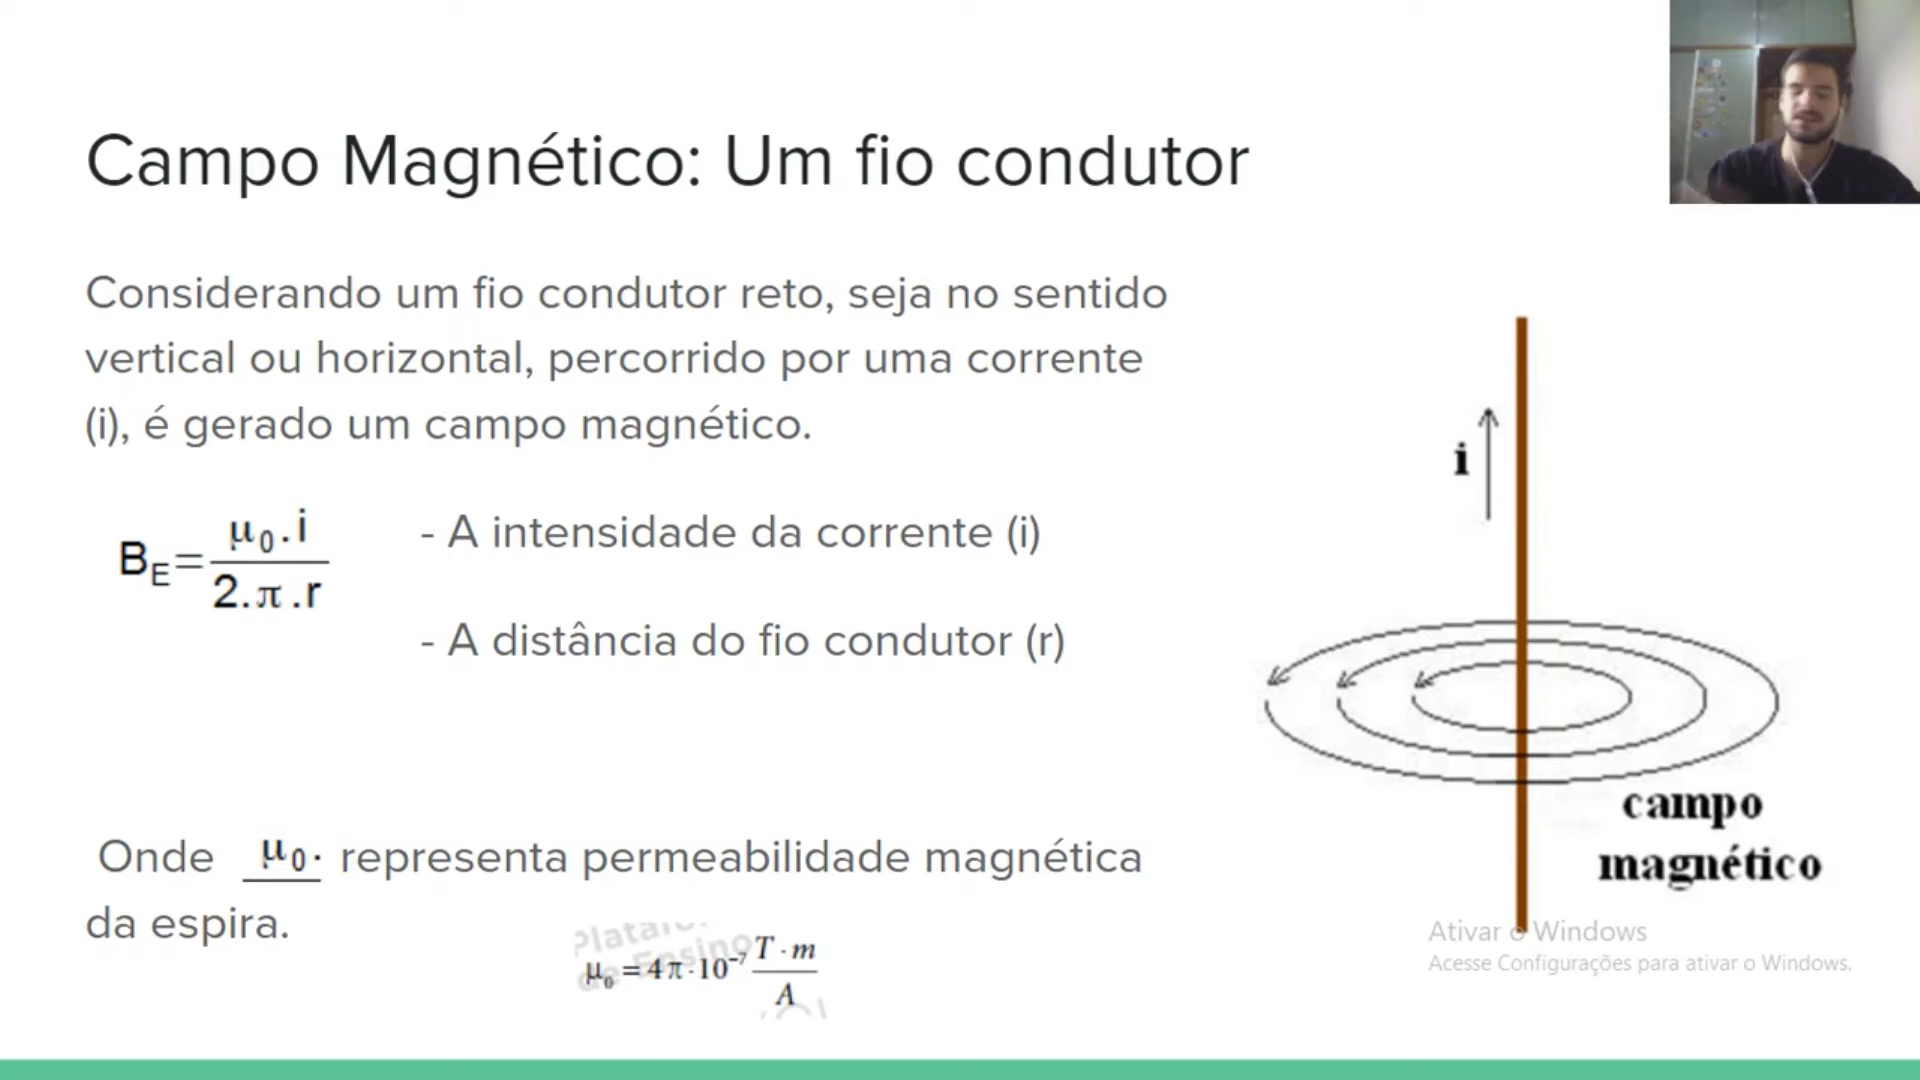 Campo Magnético: Um fio condutor
Considerando um fio condutor reto, seja no sentido
vertical ou horizontal, percorrido por uma corrente
(i), é gerado um campo magnético.
B_E = μ₀.i / 2.π.r
- A intensidade da corrente (i)
- A distância do fio condutor (r)
i
campo
magnético
Onde μ₀. representa permeabilidade magnética
da espira.
de Ensino
μ₀ = 4π·10⁻⁷ T·m / A
Ativar o Windows
Acesse Configurações para ativar o Windows.